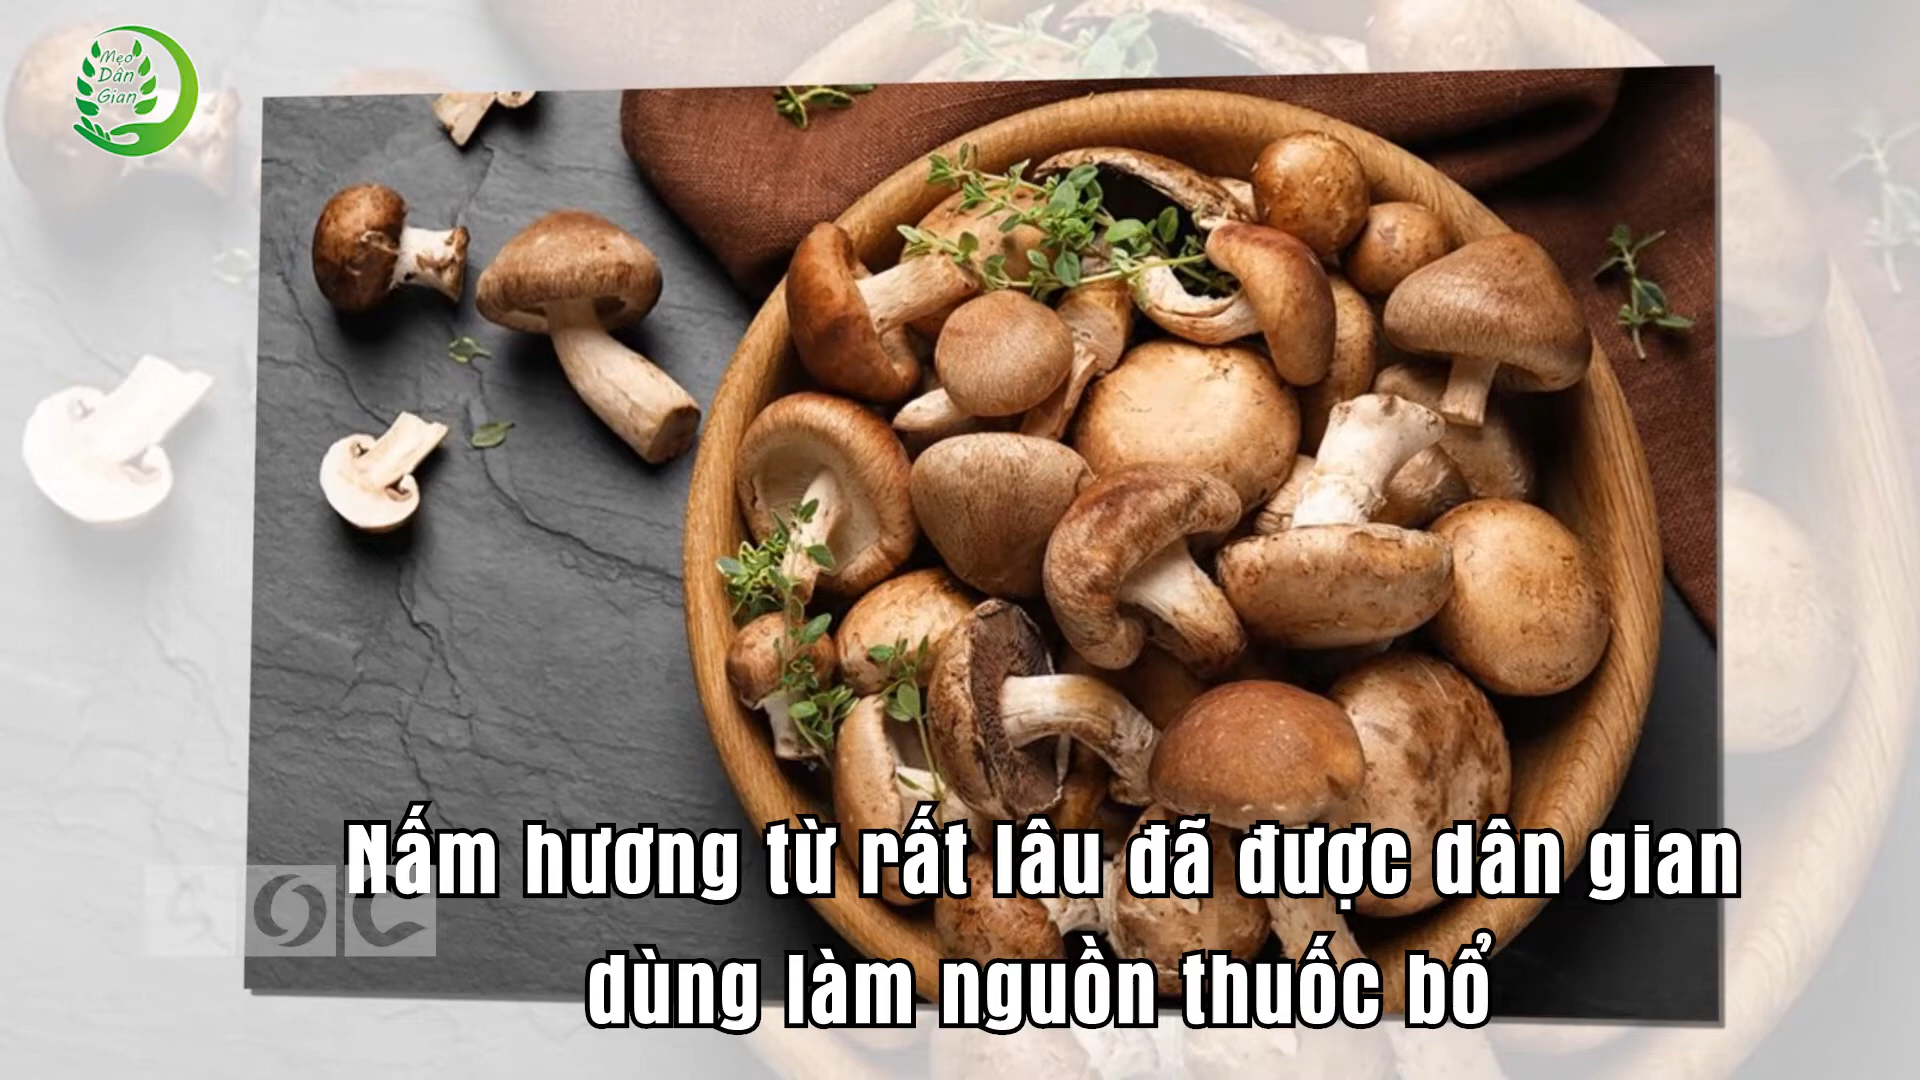 Mẹo
Dân
Gian
Nấm hương từ rất lâu đã được dân gian
dùng làm nguồn thuốc bổ